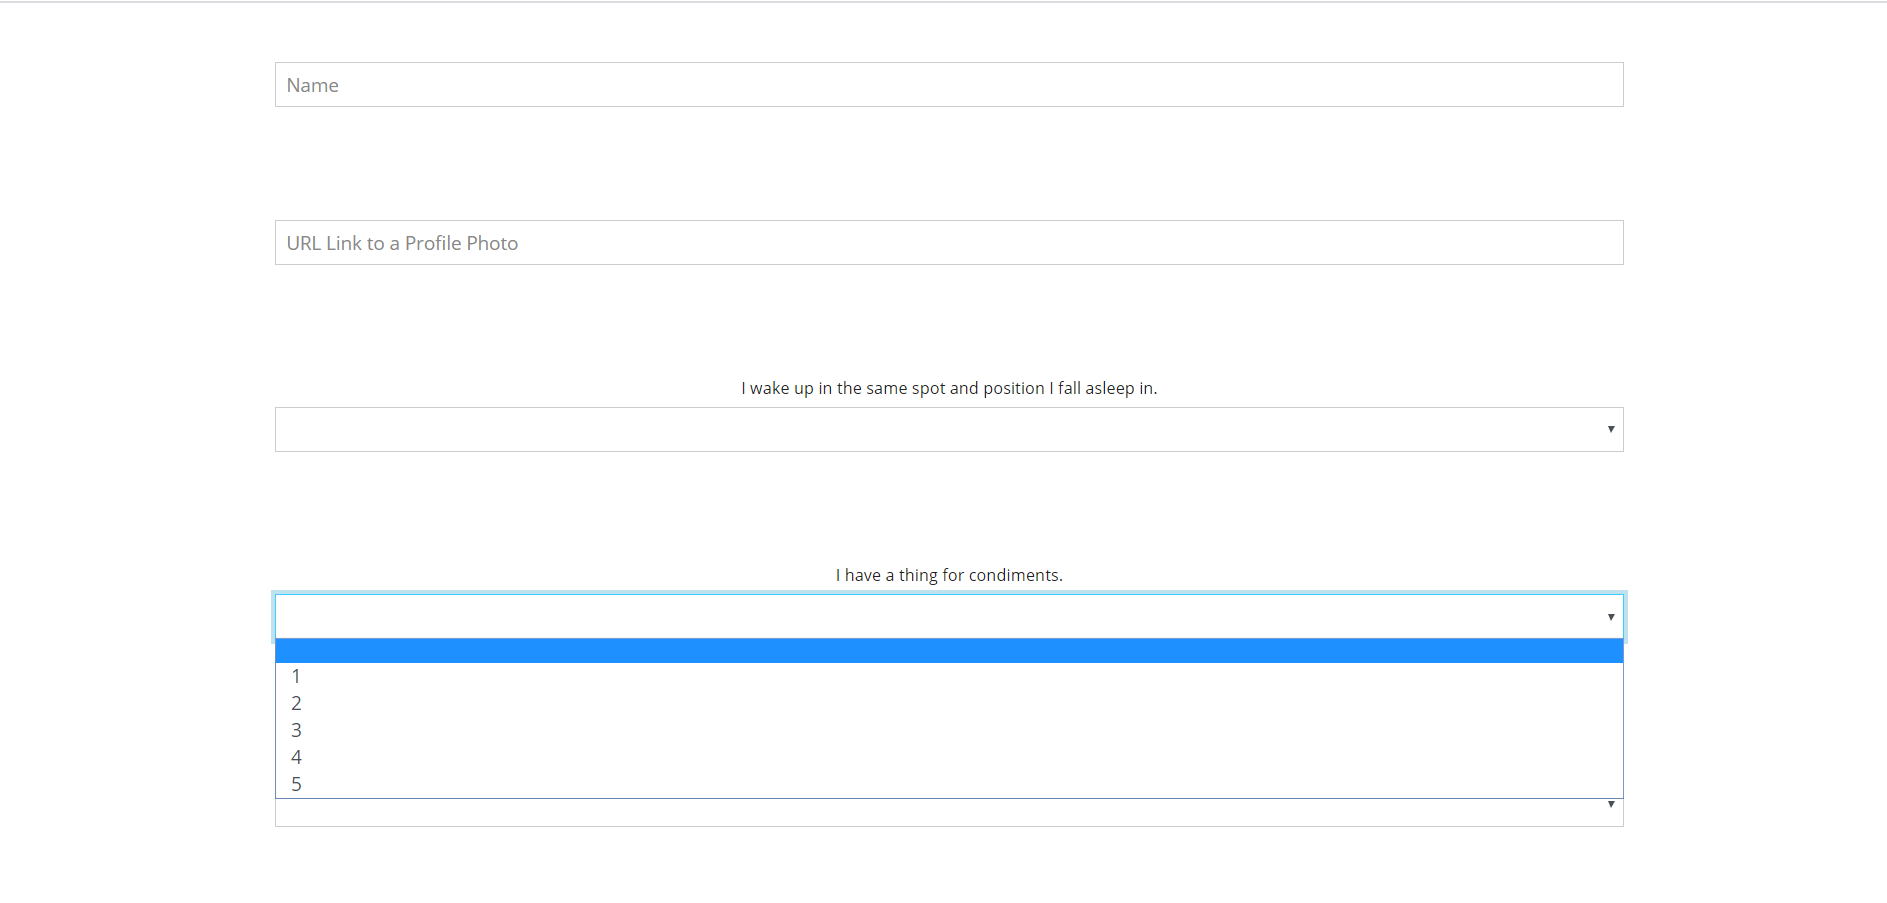 Name
URL Link to a Profile Photo
I wake up in the same spot and position I fall asleep in.
I have a thing for condiments.
1
2
3
4
5